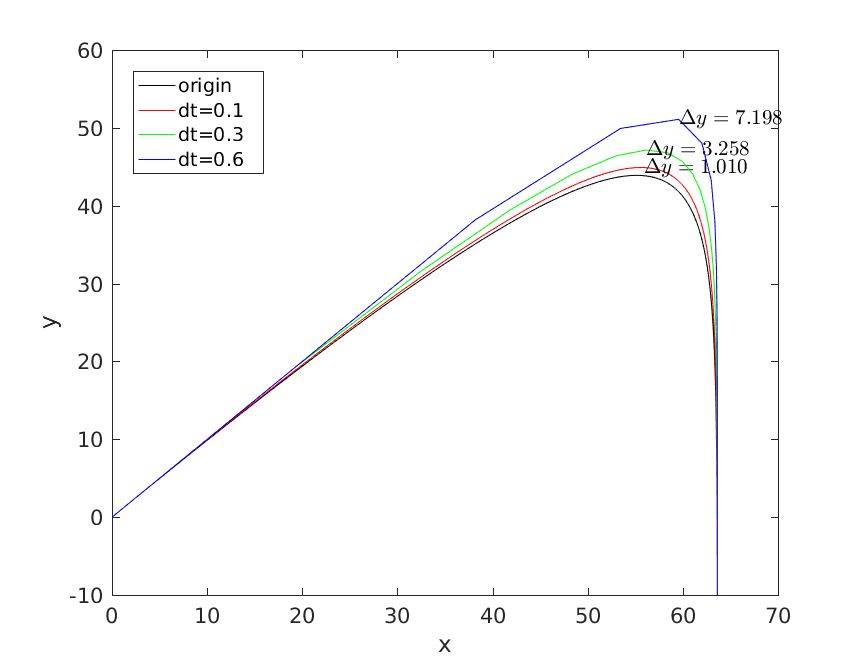 60
50
40
30
20
10
0
-10
0 10 20 30 40 50 60 70
x
y
origin
dt=0.1
dt=0.3
dt=0.6
Δy = 7.198
Δy = 3.258
Δy = 1.010